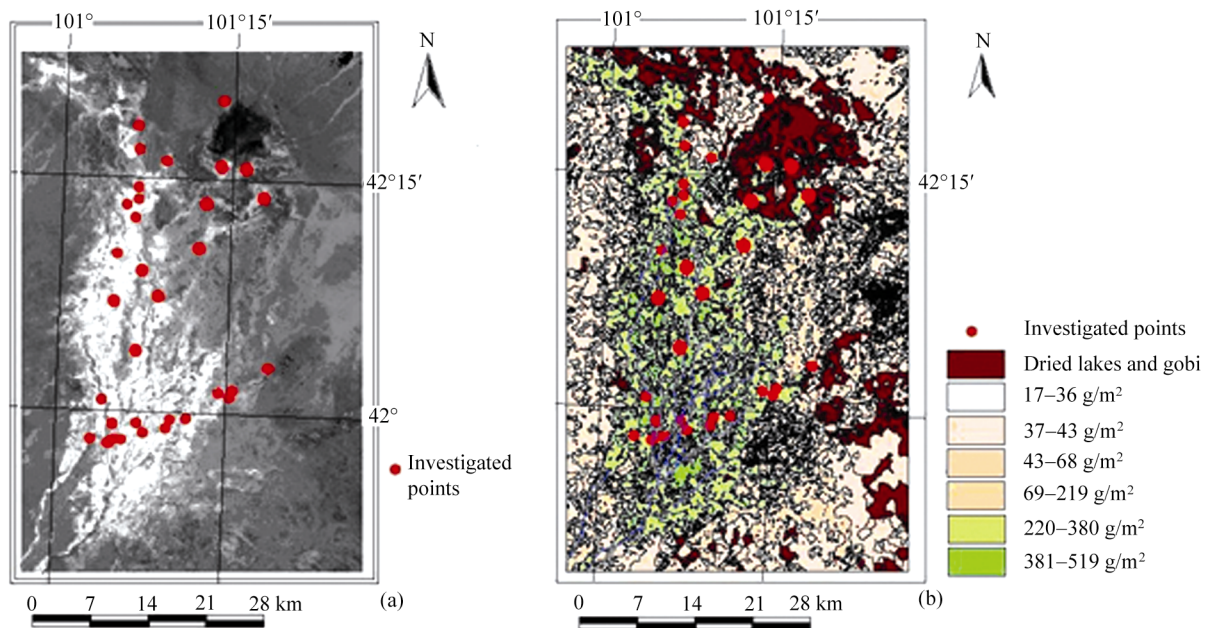 101°
101°15′
N
42°15′
42°
Investigated
points
0 7 14 21 28 km
(a)
101°
101°15′
N
42°15′
Investigated points
Dried lakes and gobi
17–36 g/m²
37–43 g/m²
43–68 g/m²
69–219 g/m²
220–380 g/m²
381–519 g/m²
0 7 14 21 28 km
(b)